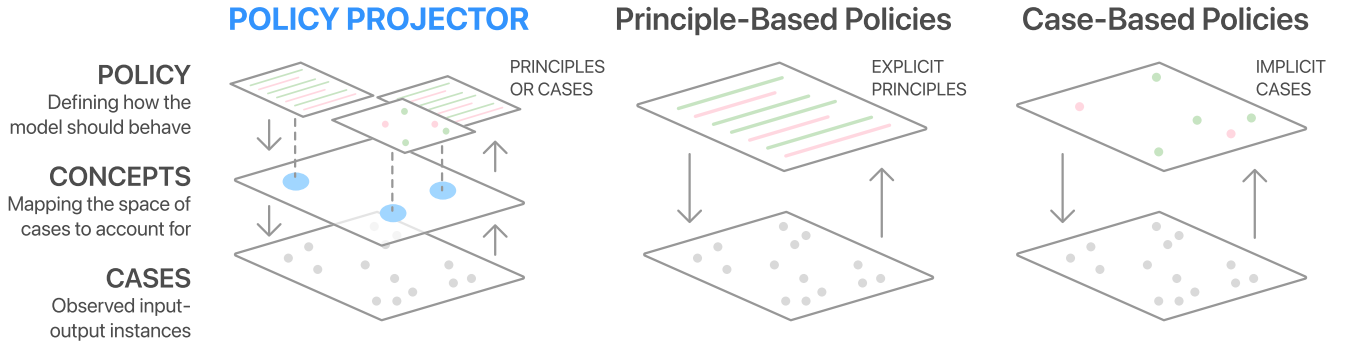 POLICY PROJECTOR
Principle-Based Policies
Case-Based Policies
POLICY
Defining how the
model should behave
PRINCIPLES
OR CASES
EXPLICIT
PRINCIPLES
IMPLICIT
CASES
CONCEPTS
Mapping the space of
cases to account for
CASES
Observed input-
output instances